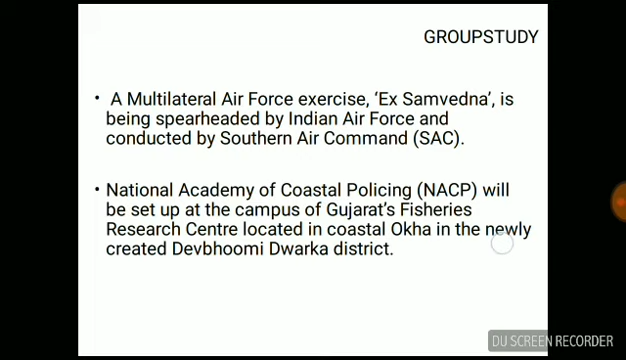 GROUPSTUDY
• A Multilateral Air Force exercise, ‘Ex Samvedna’, is
being spearheaded by Indian Air Force and
conducted by Southern Air Command (SAC).
• National Academy of Coastal Policing (NACP) will
be set up at the campus of Gujarat’s Fisheries
Research Centre located in coastal Okha in the newly
created Devbhoomi Dwarka district.
DU SCREEN RECORDER